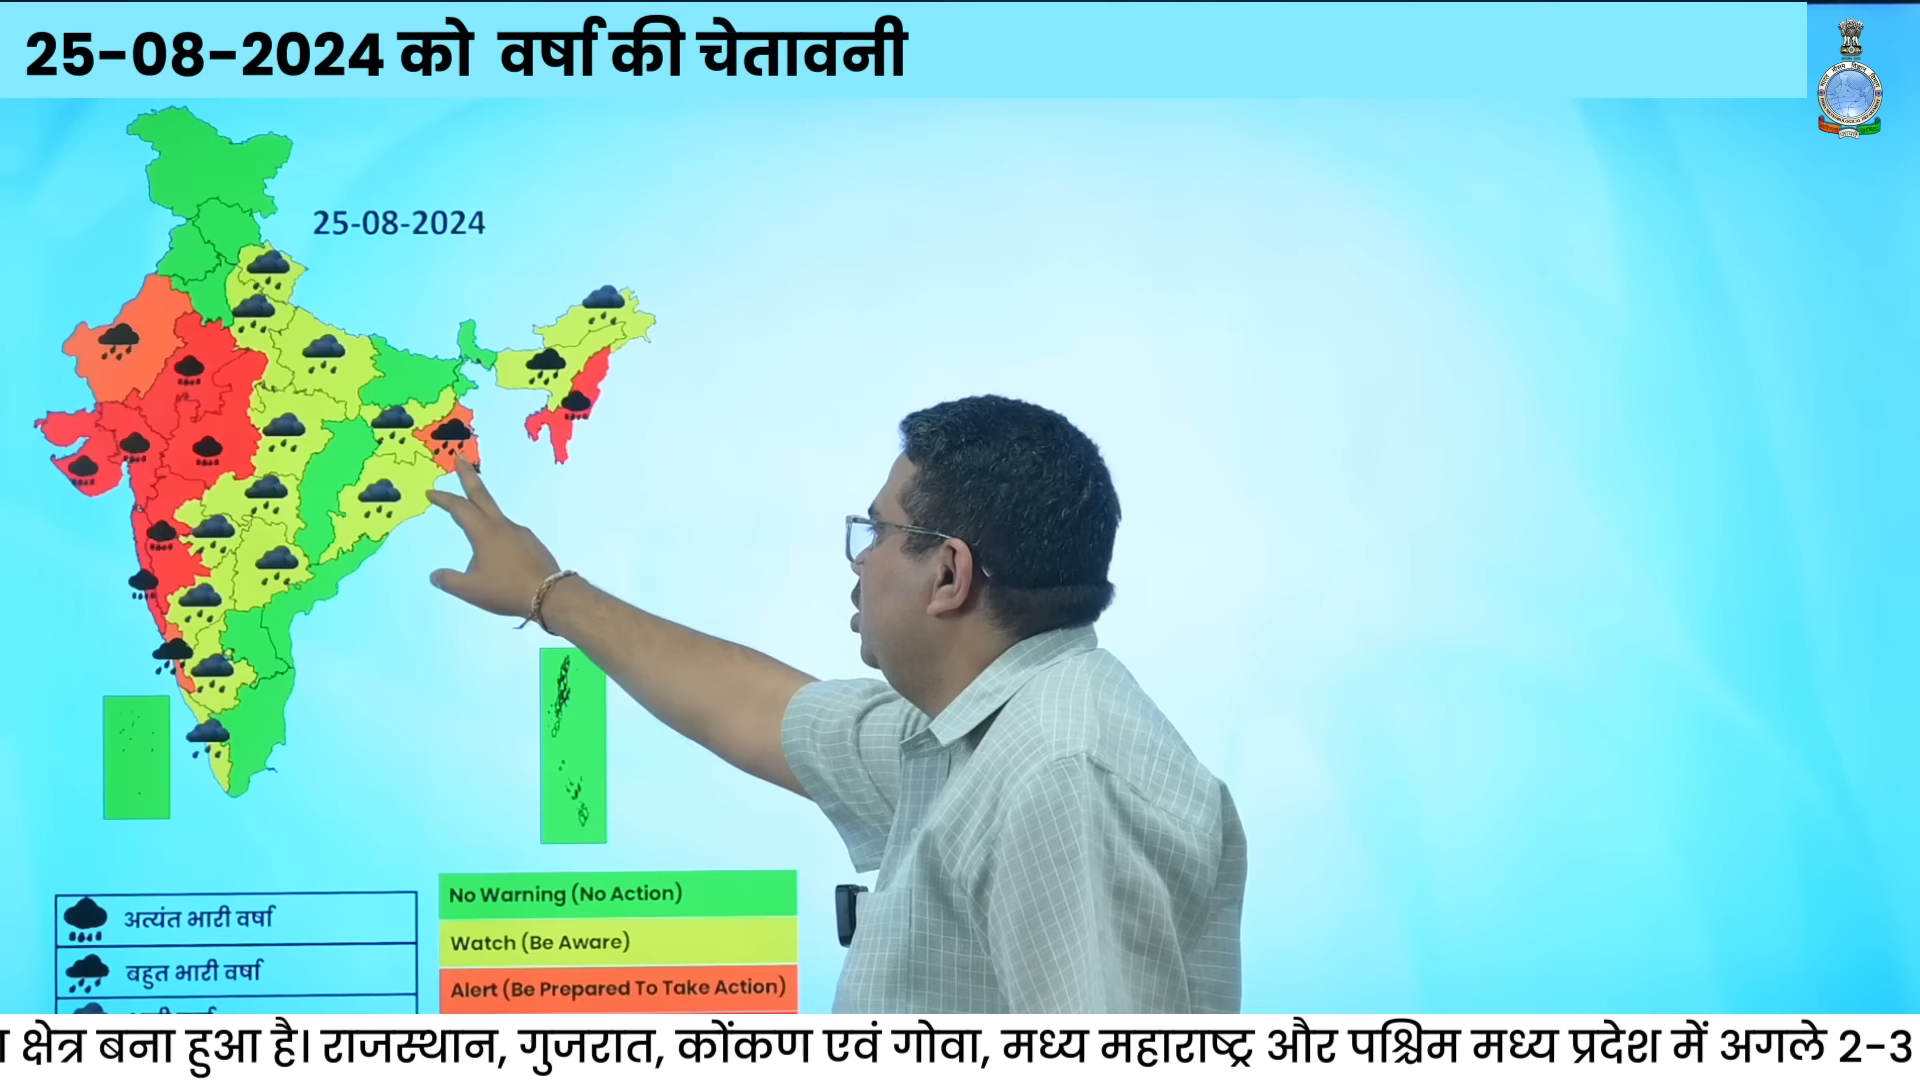 25-08-2024 को वर्षा की चेतावनी
25-08-2024
अत्यंत भारी वर्षा
बहुत भारी वर्षा
No Warning (No Action)
Watch (Be Aware)
Alert (Be Prepared To Take Action)
क्षेत्र बना हुआ है। राजस्थान, गुजरात, कोंकण एवं गोवा, मध्य महाराष्ट्र और पश्चिम मध्य प्रदेश में अगले 2-3